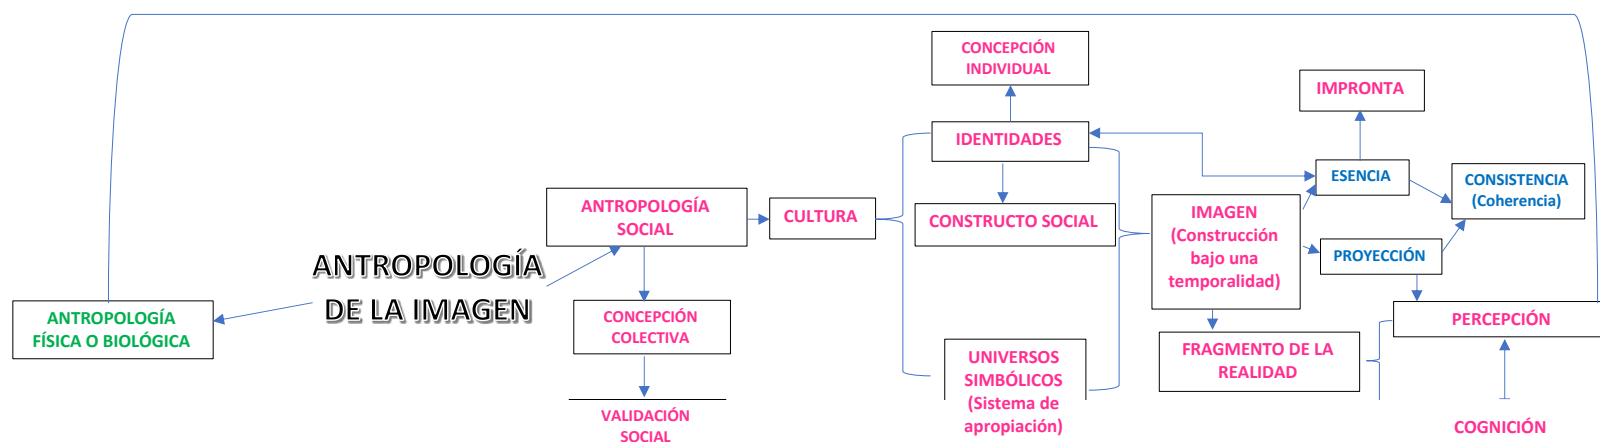 CONCEPCIÓN
INDIVIDUAL
IMPRONTA
IDENTIDADES
ESENCIA
CONSISTENCIA
(Coherencia)
ANTROPOLOGÍA
SOCIAL
CULTURA
CONSTRUCTO SOCIAL
IMAGEN
(Construcción
bajo una
temporalidad)
PROYECCIÓN
ANTROPOLOGÍA
DE LA IMAGEN
ANTROPOLOGÍA
FÍSICA O BIOLÓGICA
CONCEPCIÓN
COLECTIVA
PERCEPCIÓN
UNIVERSOS
SIMBÓLICOS
(Sistema de
apropiación)
FRAGMENTO DE LA
REALIDAD
VALIDACIÓN
SOCIAL
COGNICIÓN